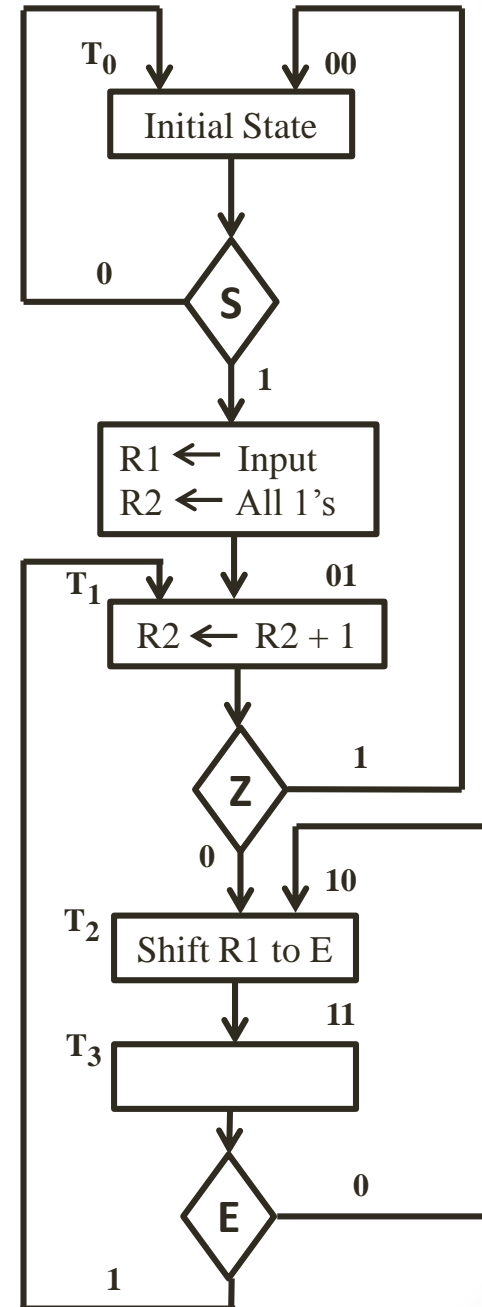 T0 00
Initial State
0
S
1
R1 ← Input
R2 ← All 1's
T1 01
R2 ← R2 + 1
Z
1
0
10
T2
Shift R1 to E
11
T3
E
0
1